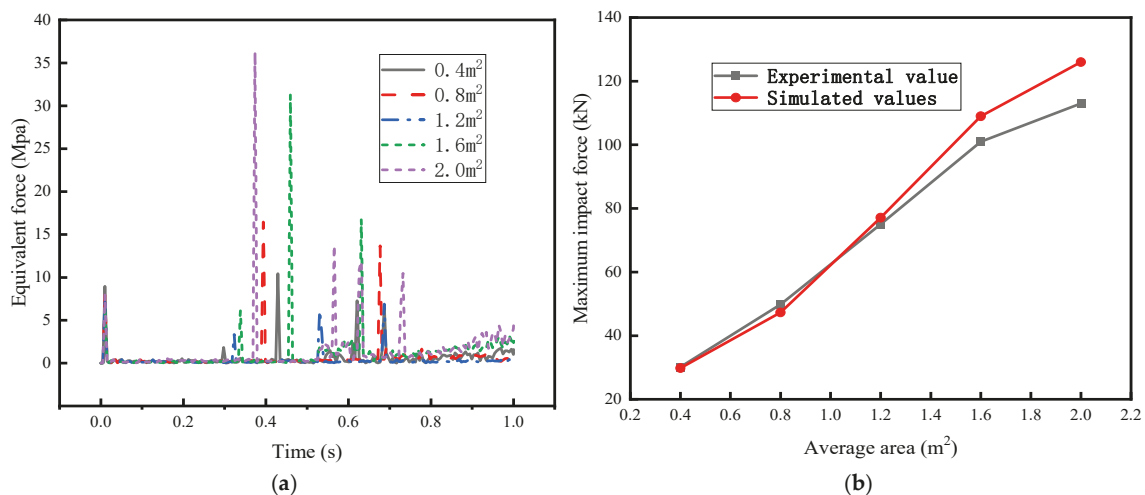 40
35
30
25
20
15
10
5
0
Equivalent force (Mpa)
0.4m²
0.8m²
1.2m²
1.6m²
2.0m²
0.0 0.2 0.4 0.6 0.8 1.0
Time (s)
(a)
140
120
100
80
60
40
20
Maximum impact force (kN)
Experimental value
Simulated values
0.2 0.4 0.6 0.8 1.0 1.2 1.4 1.6 1.8 2.0 2.2
Average area (m²)
(b)